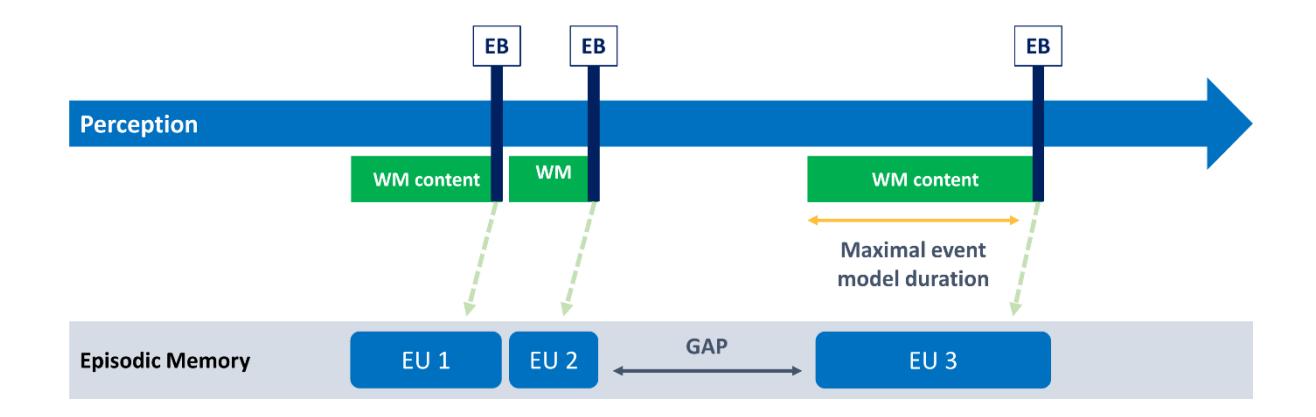 EB
EB
EB
Perception
WM content
WM
WM content
Maximal event
model duration
Episodic Memory
EU 1
EU 2
GAP
EU 3